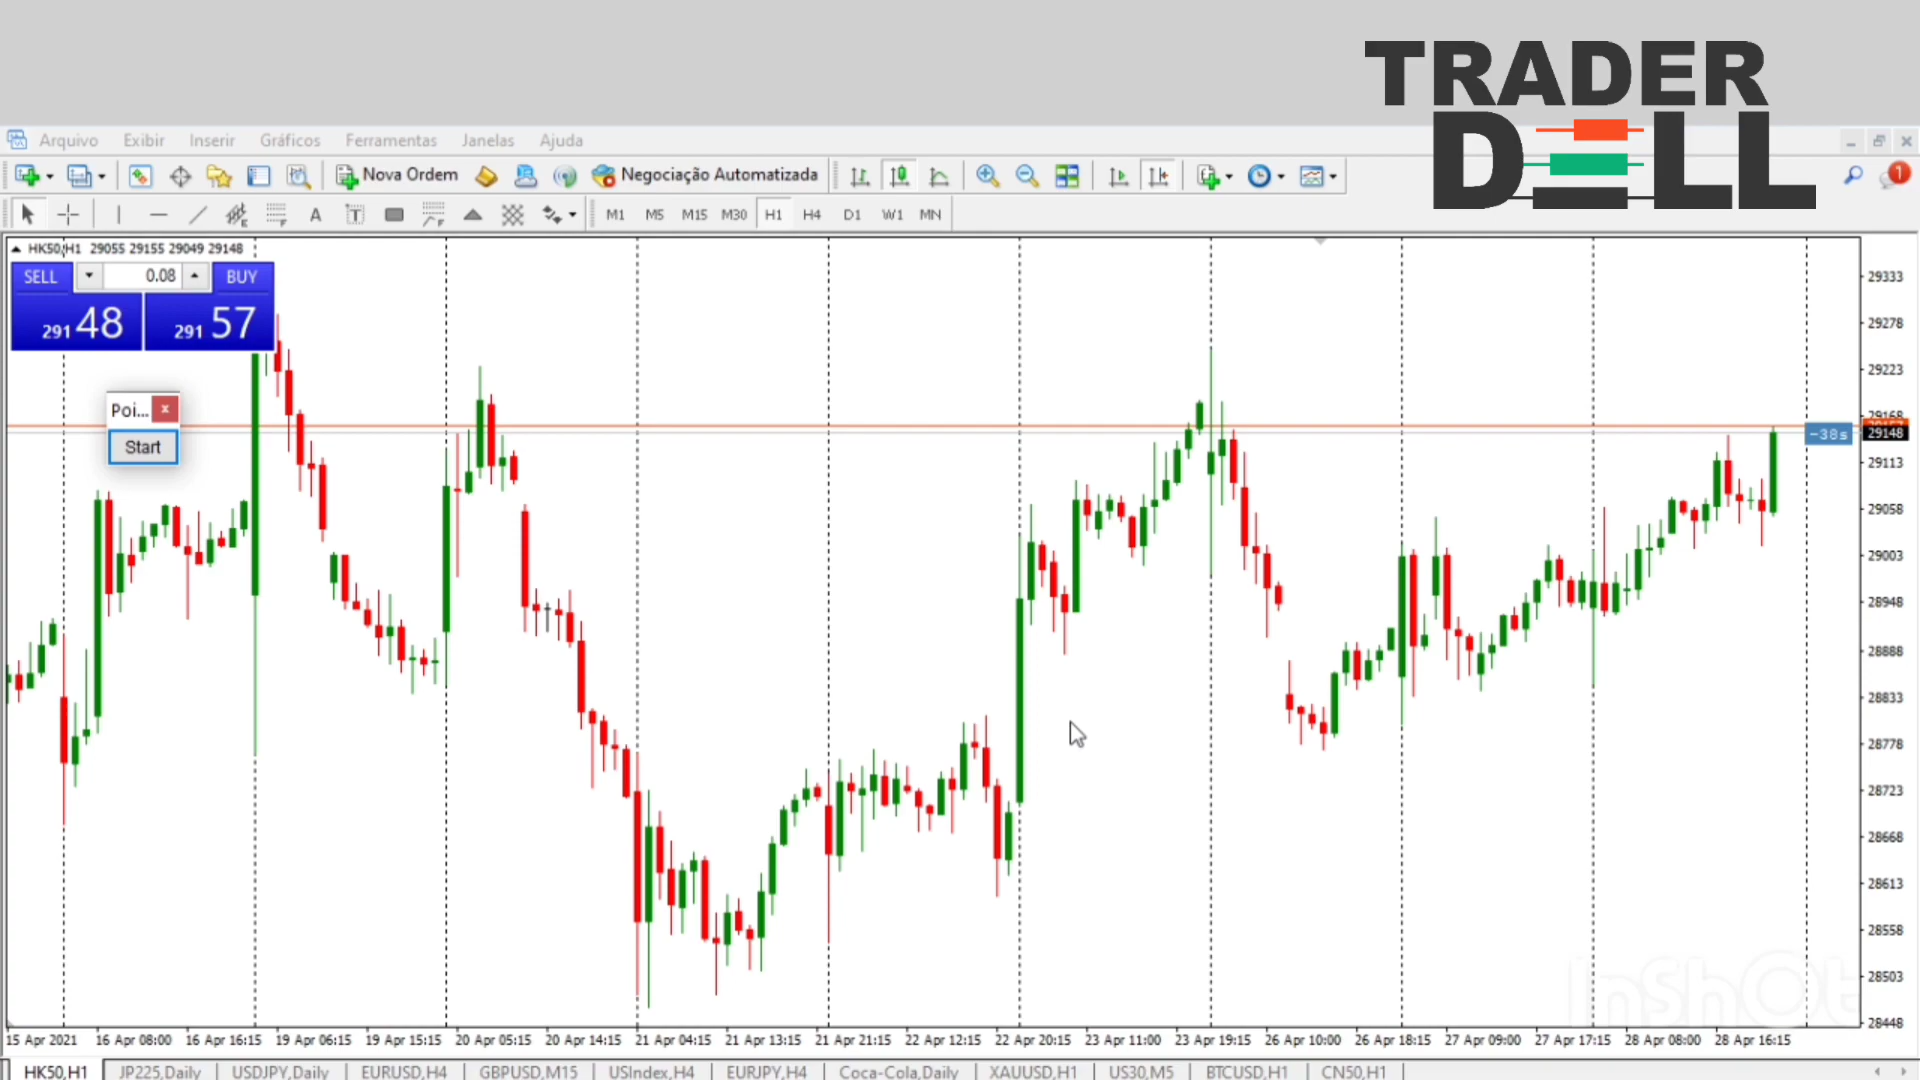 TRADER
DELL
Arquivo Exibir Inserir Gráficos Ferramentas Janelas Ajuda
Nova Ordem Negociação Automatizada 1
A T M1 M5 M15 M30 H1 H4 D1 W1 MN
HK50,H1 29055 29155 29049 29148
SELL 0.08 BUY
291 48 291 57
Poi... x
Start
29333
29278
29223
29168
-38s 29148
29113
29058
29003
28948
28888
28833
28778
28723
28668
28613
28558
28503
28448
InShOt
15 Apr 2021 16 Apr 08:00 16 Apr 16:15 19 Apr 06:15 19 Apr 15:15 20 Apr 05:15 20 Apr 14:15 21 Apr 04:15 21 Apr 13:15 21 Apr 21:15 22 Apr 12:15 22 Apr 20:15 23 Apr 11:00 23 Apr 19:15 26 Apr 10:00 26 Apr 18:15 27 Apr 09:00 27 Apr 17:15 28 Apr 08:00 28 Apr 16:15
HK50,H1 JP225,Daily USDJPY,Daily EURUSD,H4 GBPUSD,M15 USIndex,H4 EURJPY,H4 Coca-Cola,Daily XAUUSD,H1 US30,M5 BTCUSD,H1 CN50,H1